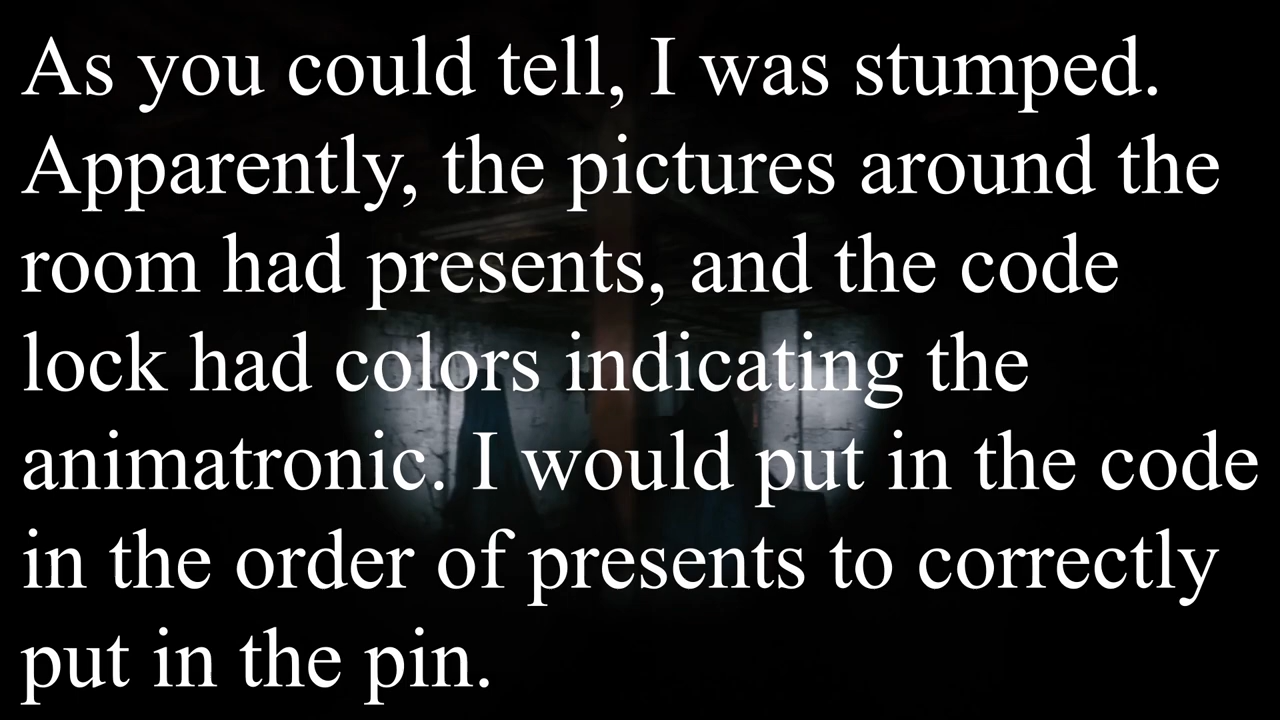 As you could tell, I was stumped.
Apparently, the pictures around the
room had presents, and the code
lock had colors indicating the
animatronic. I would put in the code
in the order of presents to correctly
put in the pin.